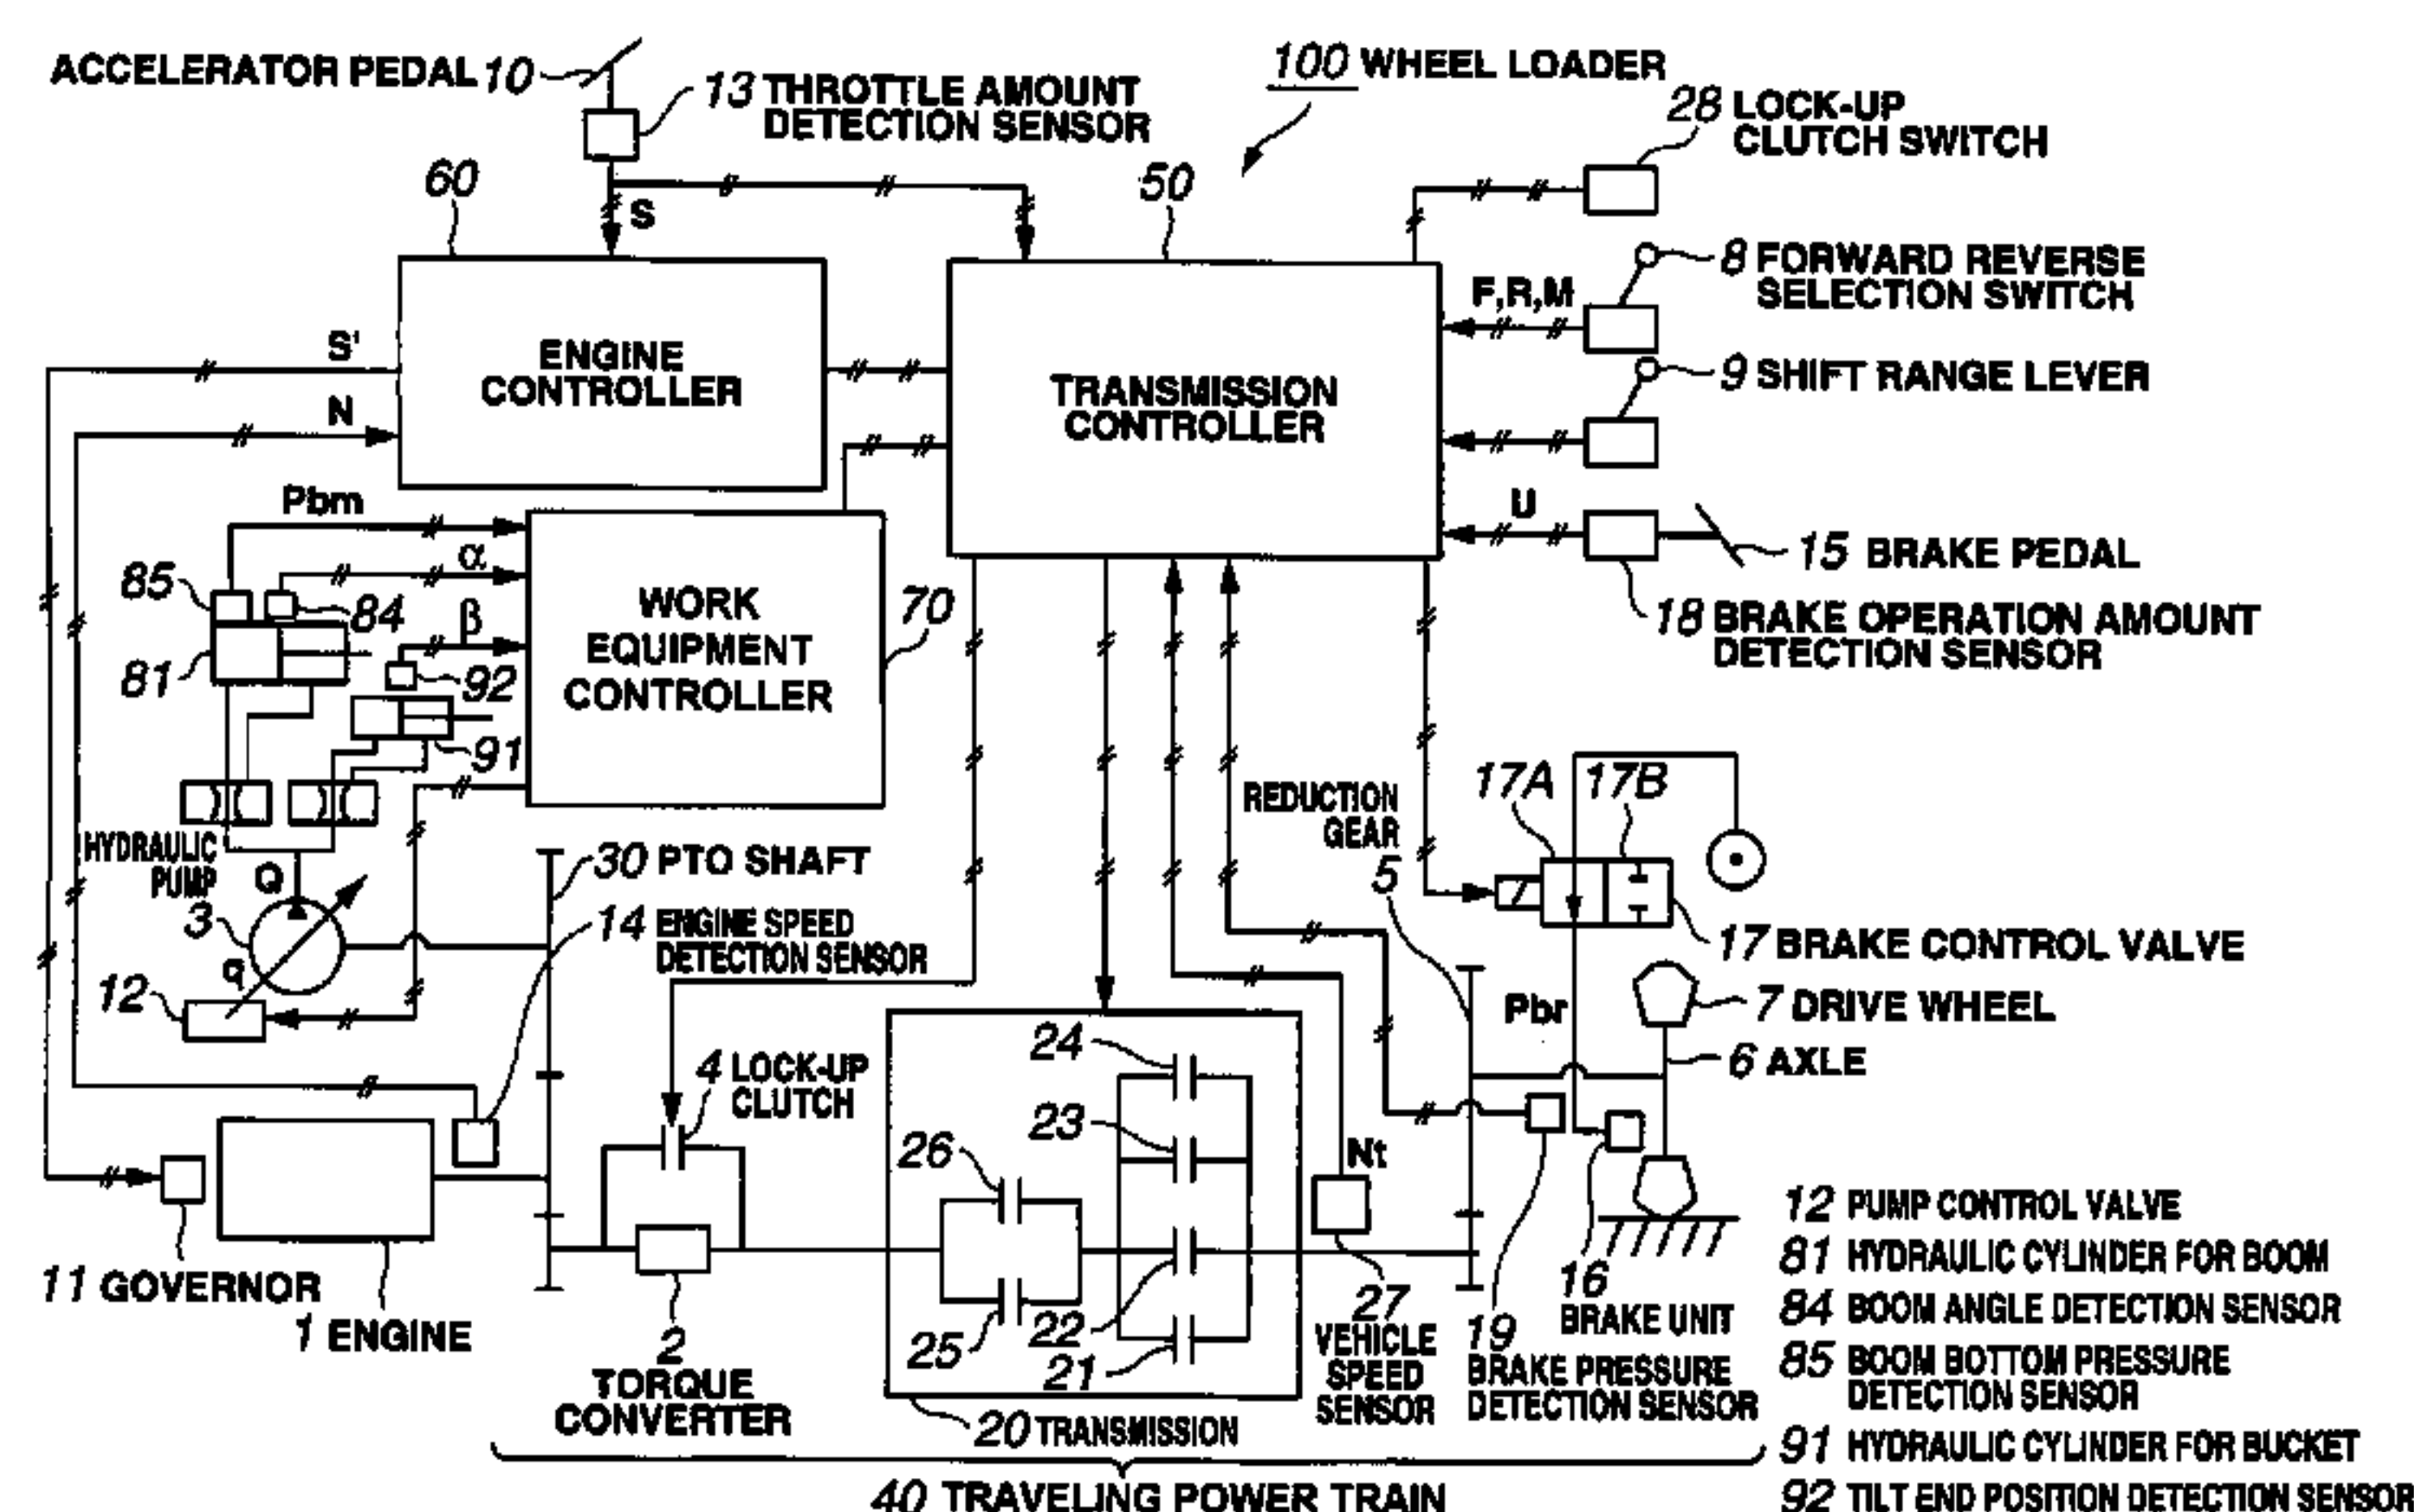 ACCELERATOR PEDAL 10
13 THROTTLE AMOUNT
DETECTION SENSOR
100 WHEEL LOADER
28 LOCK-UP
CLUTCH SWITCH
60
S
50
8 FORWARD REVERSE
SELECTION SWITCH
F,R,M
S'
ENGINE
CONTROLLER
TRANSMISSION
CONTROLLER
9 SHIFT RANGE LEVER
N
Pbm
U
15 BRAKE PEDAL
α
85
84
β
WORK
EQUIPMENT
CONTROLLER
70
18 BRAKE OPERATION AMOUNT
DETECTION SENSOR
81
92
91
17A 17B
REDUCTION
GEAR
5
HYDRAULIC
PUMP
Q
3
q
12
30 PTO SHAFT
14 ENGINE SPEED
DETECTION SENSOR
17 BRAKE CONTROL VALVE
Pbr
7 DRIVE WHEEL
6 AXLE
4 LOCK-UP
CLUTCH
24
23
26
25
22
21
Nt
11 GOVERNOR
1 ENGINE
2
TORQUE
CONVERTER
20 TRANSMISSION
27
VEHICLE
SPEED
SENSOR
16
BRAKE UNIT
19
BRAKE PRESSURE
DETECTION SENSOR
40 TRAVELING POWER TRAIN
12 PUMP CONTROL VALVE
81 HYDRAULIC CYLINDER FOR BOOM
84 BOOM ANGLE DETECTION SENSOR
85 BOOM BOTTOM PRESSURE
DETECTION SENSOR
91 HYDRAULIC CYLINDER FOR BUCKET
92 TILT END POSITION DETECTION SENSOR